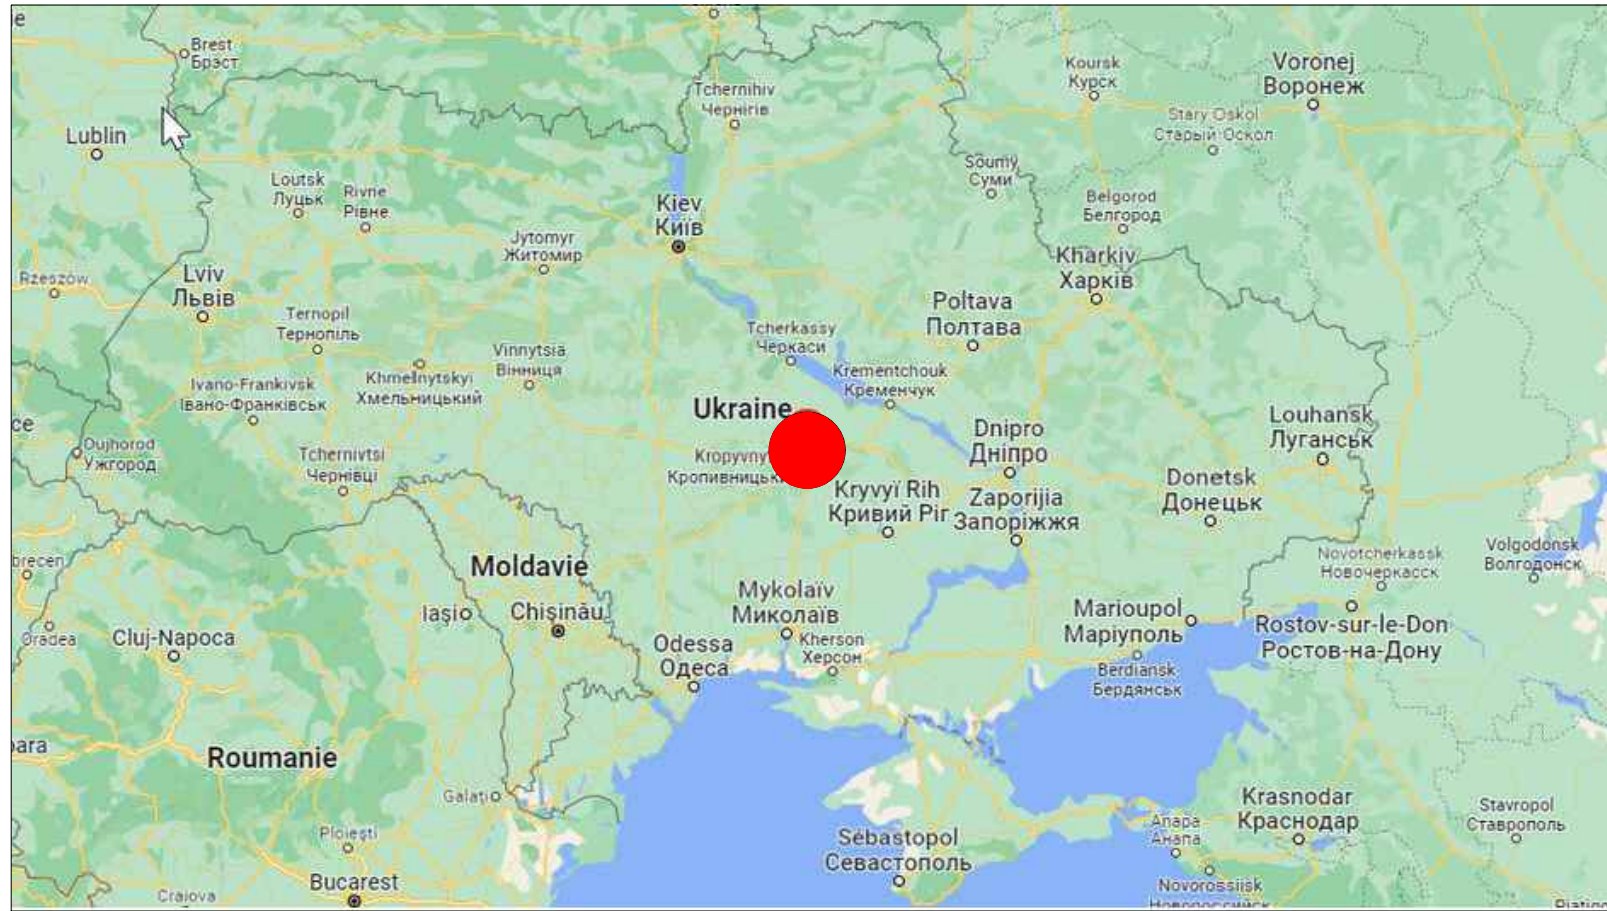 Brest
Брэст
Lublin
Loutsk
Луцьк
Rivne
Рівне
Tchernihiv
Чернігів
Koursk
Курск
Voronej
Воронеж
Stary Oskol
Старый Оскол
Soumy
Суми
Belgorod
Белгород
Kiev
Київ
Jytomyr
Житомир
Kharkiv
Харків
Rzeszów
Lviv
Львів
Ternopil
Тернопіль
Poltava
Полтава
Tcherkassy
Черкаси
Vinnytsia
Вінниця
Khmelnytskyi
Хмельницький
Ivano-Frankivsk
Івано-Франківськ
Krementchouk
Кременчук
Ukraine
Louhansk
Луганськ
Dnipro
Дніпро
Oujhorod
Ужгород
Tchernivtsi
Чернівці
Donetsk
Донецьк
Kryvyï Rih
Кривий Ріг
Zaporijia
Запоріжжя
Novotcherkassk
Новочеркасск
Volgodonsk
Волгодонск
Moldavie
Iași
Chișinău
Mykolaïv
Миколаїв
Kherson
Херсон
Odessa
Одеса
Marioupol
Маріуполь
Berdiansk
Бердянськ
Rostov-sur-le-Don
Ростов-на-Дону
Oradea
Cluj-Napoca
Roumanie
Galați
Ploiești
Bucarest
Craiova
Sébastopol
Севастополь
Anapa
Анапа
Krasnodar
Краснодар
Stavropol
Ставрополь
Novorossiisk